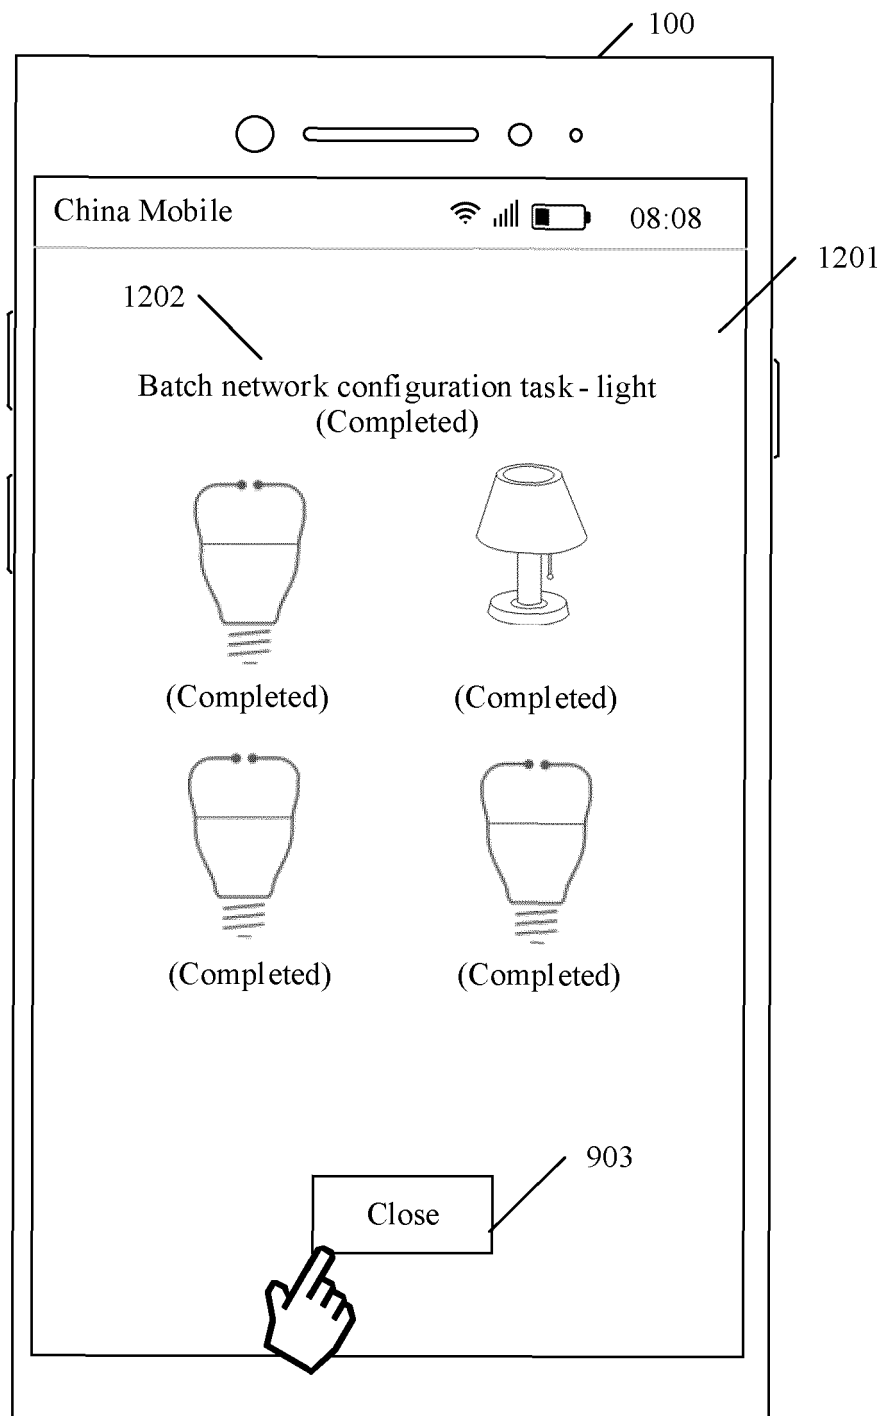 100
China Mobile 08:08
1201
1202
Batch network configuration task - light
(Completed)
(Completed) (Completed)
(Completed) (Completed)
903
Close